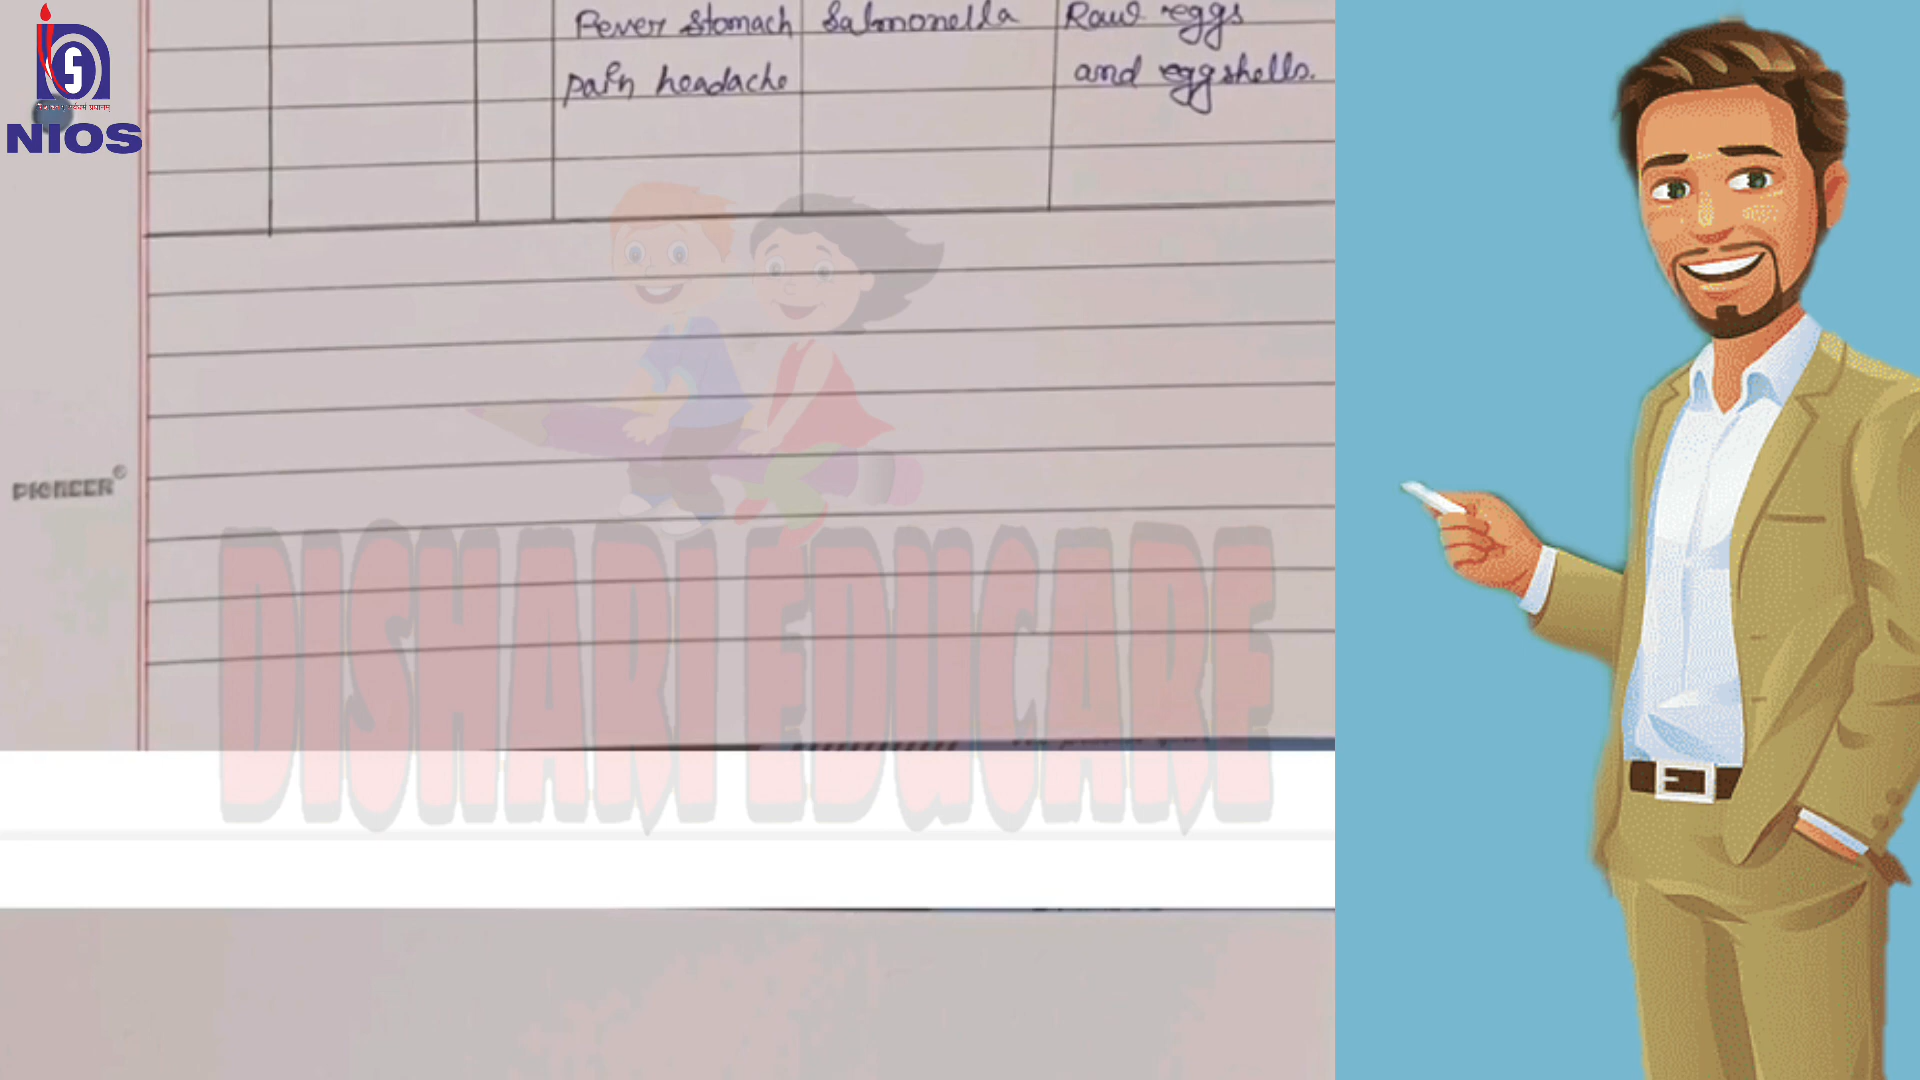 Fever stomach Salmonella Raw eggs
pain headache and eggshells.
NIOS
PIONEER
DISHARI EDUCARE